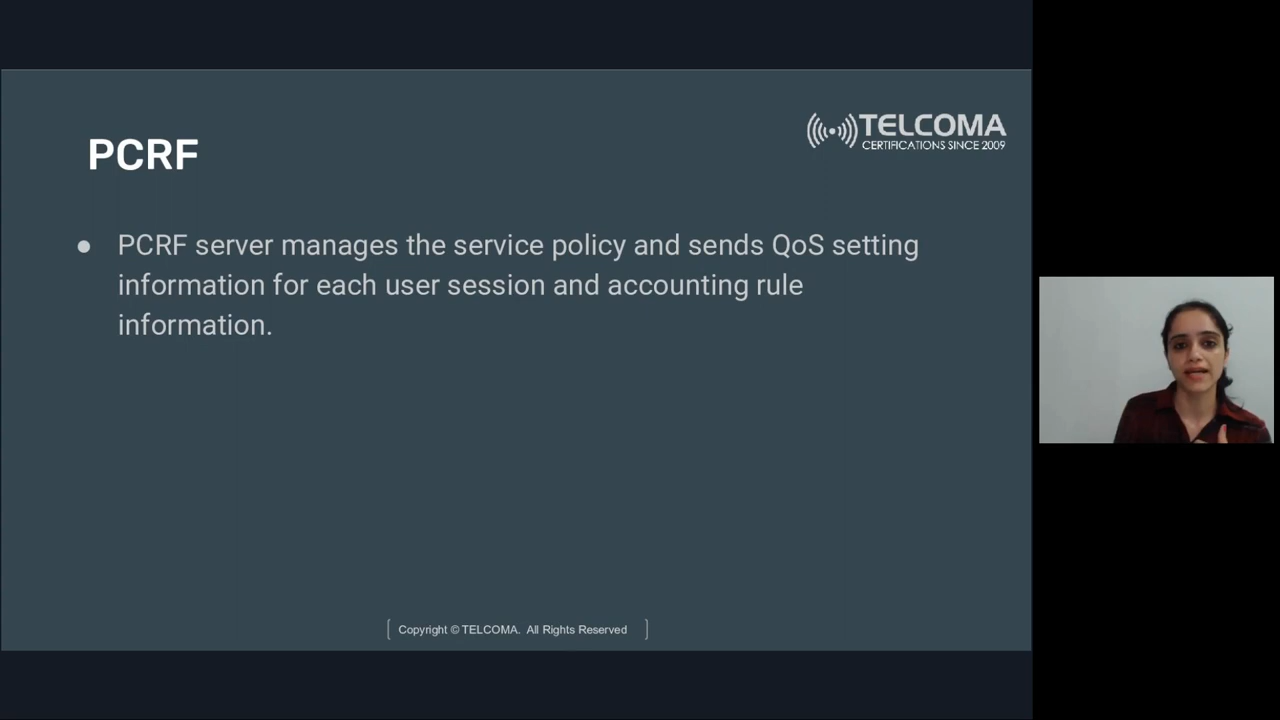 TELCOMA
CERTIFICATIONS SINCE 2009
PCRF
● PCRF server manages the service policy and sends QoS setting
information for each user session and accounting rule
information.
Copyright © TELCOMA. All Rights Reserved